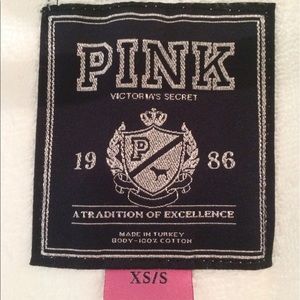 PINK
VICTORIA'S SECRET
P
19 86
A TRADITION OF EXCELLENCE
MADE IN TURKEY
BODY-100% COTTON
XS/S